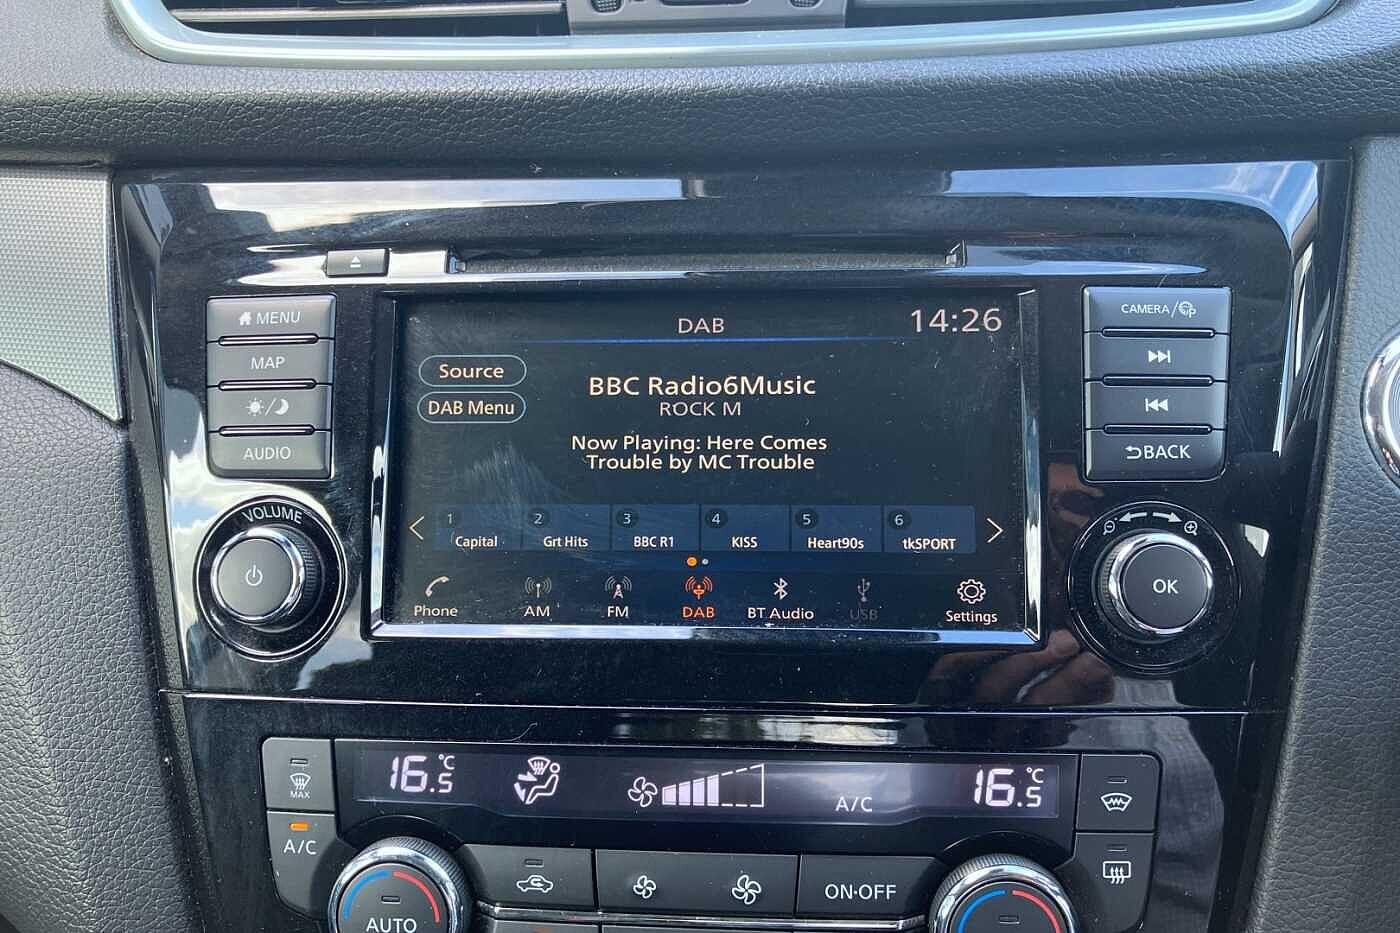 DAB
14:26
Source
DAB Menu
BBC Radio6Music
ROCK M
Now Playing: Here Comes
Trouble by MC Trouble
1 Capital
2 Grt Hits
3 BBC R1
4 KISS
5 Heart90s
6 tkSPORT
Phone
AM
FM
DAB
BT Audio
USB
Settings
MENU
MAP
AUDIO
VOLUME
CAMERA/P
BACK
OK
16.5°C
A/C
16.5°C
MAX
A/C
AUTO
ON·OFF